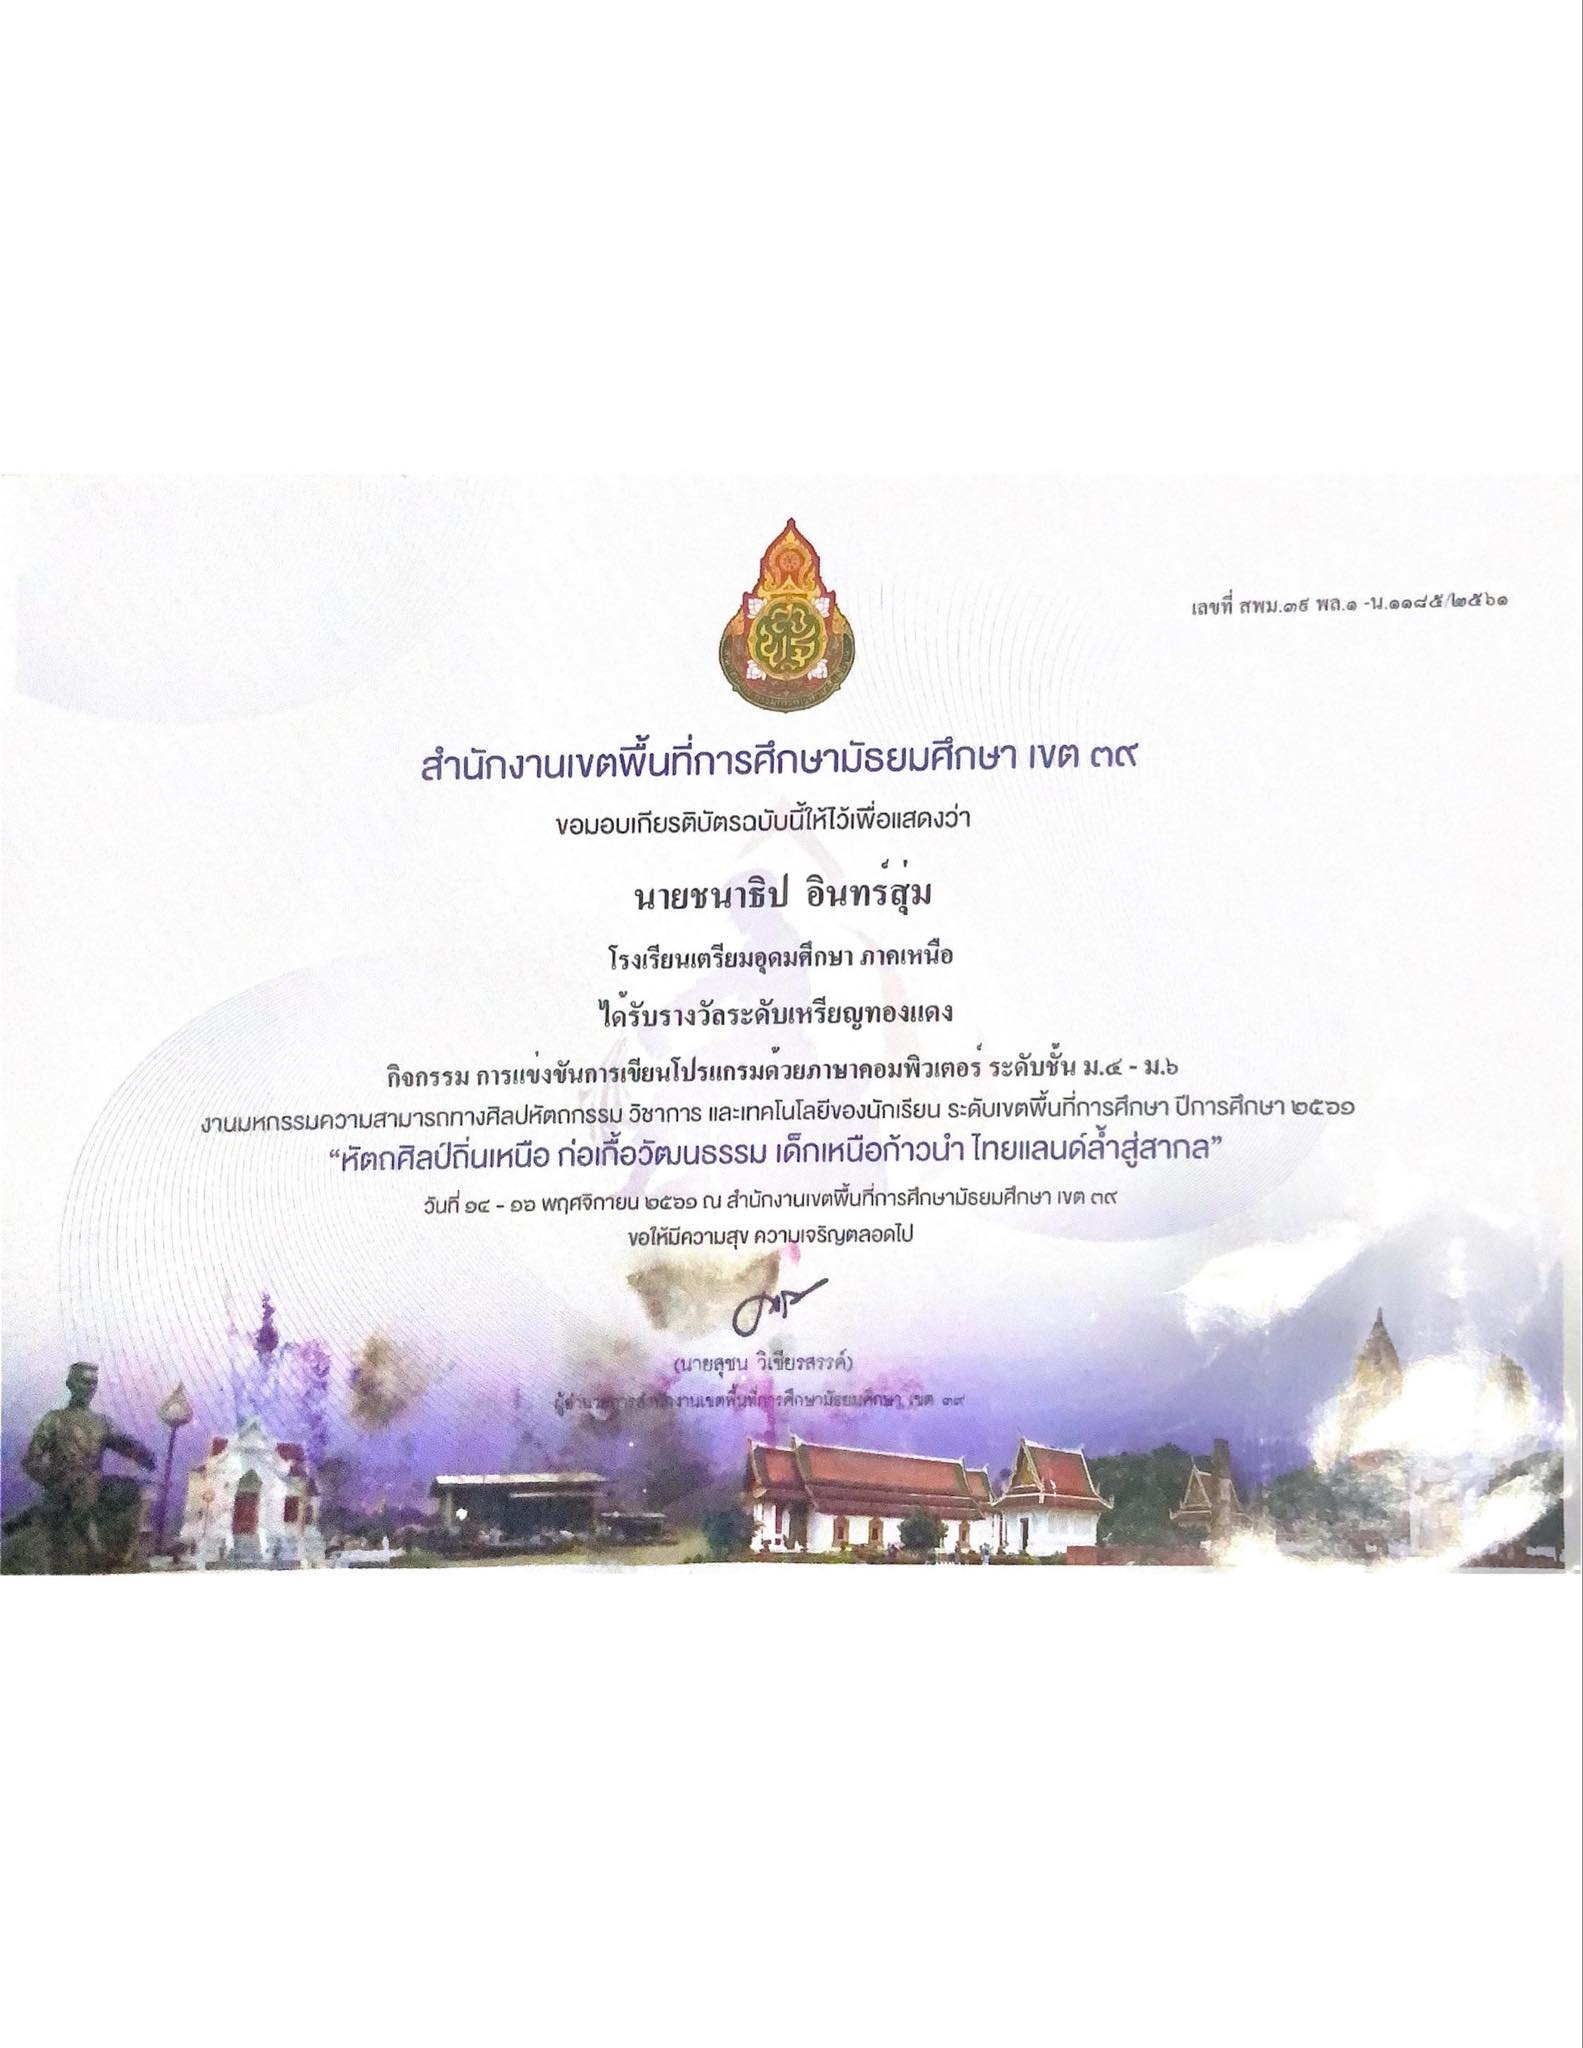 เลขที่ สพม.๓๙ พล.๑ -น.๑๑๘๕/๒๕๖๑
สำนักงานเขตพื้นที่การศึกษามัธยมศึกษา เขต ๓๙
ขอมอบเกียรติบัตรฉบับนี้ให้ไว้เพื่อแสดงว่า
นายชนาธิป อินทร์สุ่ม
โรงเรียนเตรียมอุดมศึกษา ภาคเหนือ
ได้รับรางวัลระดับเหรียญทองแดง
กิจกรรม การแข่งขันการเขียนโปรแกรมด้วยภาษาคอมพิวเตอร์ ระดับชั้น ม.๔ - ม.๖
งานมหกรรมความสามารถทางศิลปหัตถกรรม วิชาการ และเทคโนโลยีของนักเรียน ระดับเขตพื้นที่การศึกษา ปีการศึกษา ๒๕๖๑
“หัตถศิลป์ถิ่นเหนือ ก่อเกื้อวัฒนธรรม เด็กเหนือก้าวนำ ไทยแลนด์ล้ำสู่สากล”
วันที่ ๑๔ - ๑๖ พฤศจิกายน ๒๕๖๑ ณ สำนักงานเขตพื้นที่การศึกษามัธยมศึกษา เขต ๓๙
ขอให้มีความสุข ความเจริญตลอดไป
(นายสุชน วิเชียรสรรค์)
ผู้อำนวยการสำนักงานเขตพื้นที่การศึกษามัธยมศึกษา เขต ๓๙